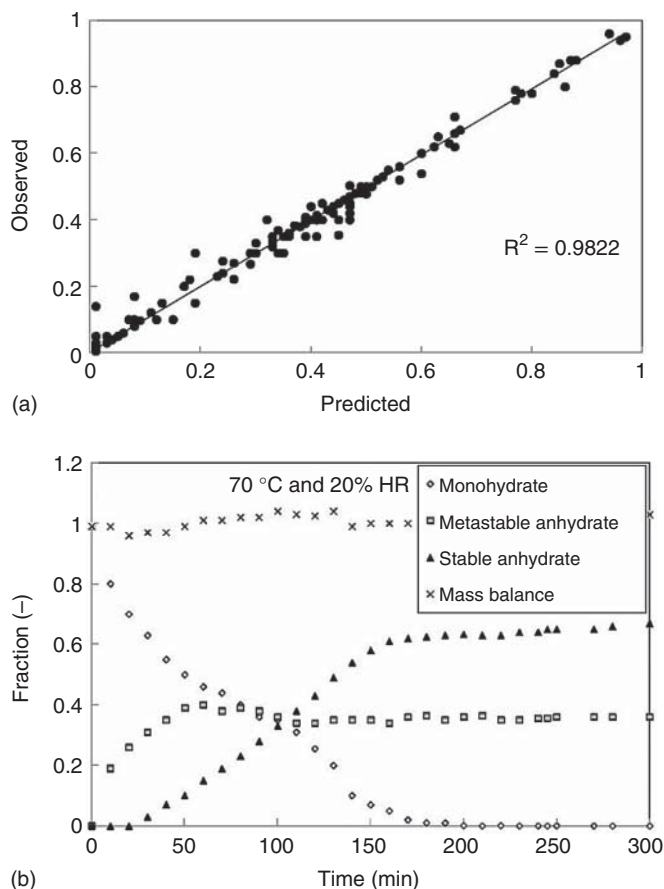 1
0.8
0.6
0.4
0.2
0
Observed
R² = 0.9822
0 0.2 0.4 0.6 0.8 1
Predicted
(a)
1.2
1
0.8
0.6
0.4
0.2
0
Fraction (–)
70 °C and 20% HR
Monohydrate
Metastable anhydrate
Stable anhydrate
Mass balance
0 50 100 150 200 250 300
Time (min)
(b)